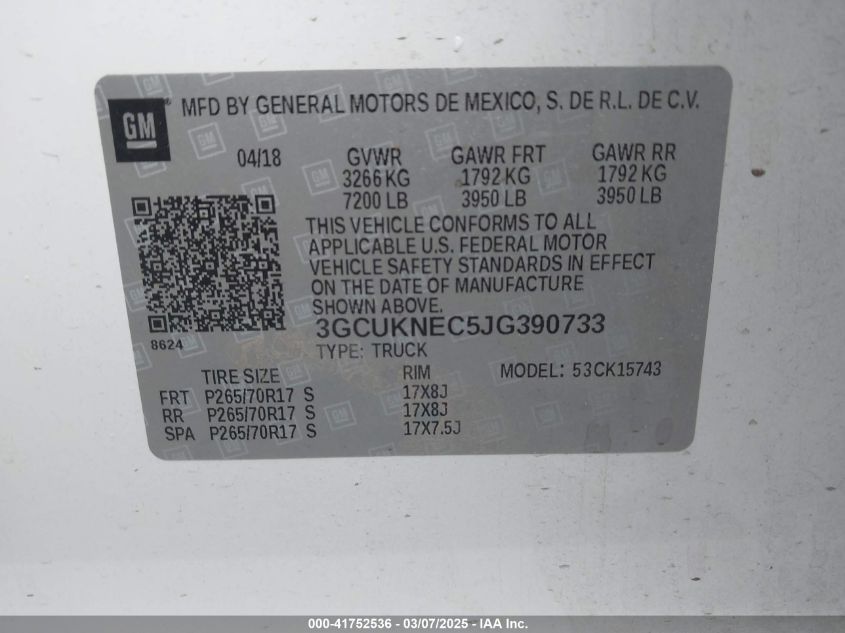 GM ® MFD BY GENERAL MOTORS DE MEXICO, S. DE R.L. DE C.V.
04/18 GVWR GAWR FRT GAWR RR
3266 KG 1792 KG 1792 KG
7200 LB 3950 LB 3950 LB
THIS VEHICLE CONFORMS TO ALL
APPLICABLE U.S. FEDERAL MOTOR
VEHICLE SAFETY STANDARDS IN EFFECT
ON THE DATE OF MANUFACTURE
SHOWN ABOVE.
3GCUKNEC5JG390733
8624
TYPE: TRUCK
TIRE SIZE RIM MODEL: 53CK15743
FRT P265/70R17 S 17X8J
RR P265/70R17 S 17X8J
SPA P265/70R17 S 17X7.5J
000-41752536 - 03/07/2025 - IAA Inc.